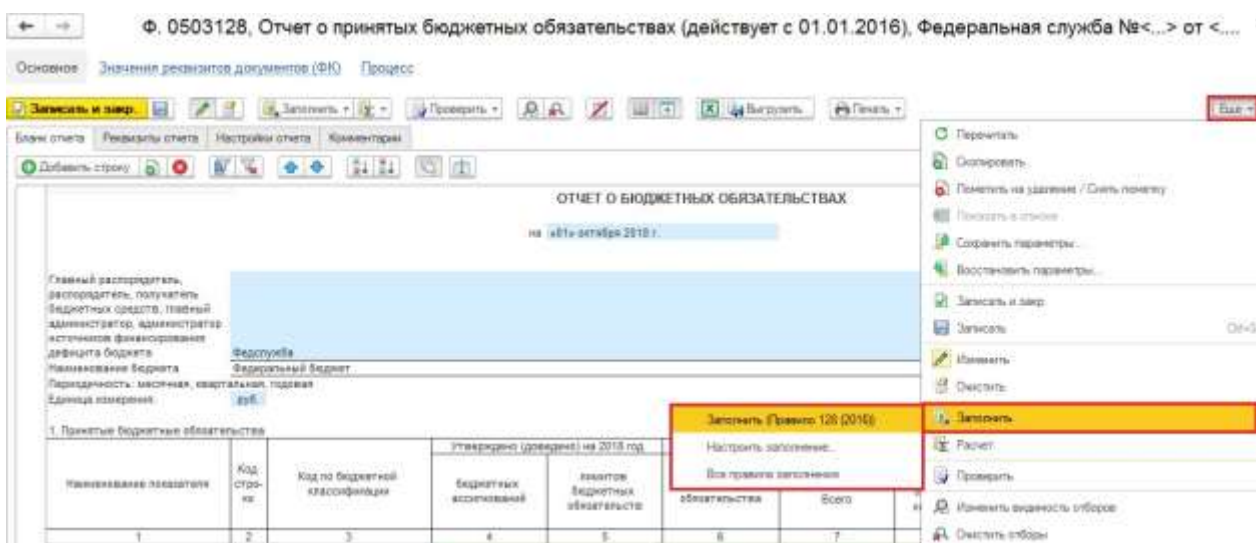 Ф. 0503128, Отчет о принятых бюджетных обязательствах (действует с 01.01.2016), Федеральная служба №<...> от <....
Основное Значения реквизитов документов (ФК) Процесс
Записать и закр. Заполнить Проверить Выгрузить Печать Еще
Бланк отчета Реквизиты отчета Настройки отчета Комментарии
Добавить строку
ОТЧЕТ О БЮДЖЕТНЫХ ОБЯЗАТЕЛЬСТВАХ
на «01» октября 2018 г.
Главный распорядитель,
распорядитель, получатель
бюджетных средств, главный
администратор, администратор
источников финансирования
дефицита бюджета Федслужба
Наименование бюджета Федеральный бюджет
Периодичность: месячная, квартальная, годовая
Единица измерения: руб.
1. Принятые бюджетные обязательства
Наименование показателя
Код
стро-
ки
Код по бюджетной
классификации
Утверждено (доведено) на 2018 год
бюджетных
ассигнований
лимитов
бюджетных
обязательств
обязательства
Всего
1 2 3 4 5 6 7
Перечитать
Скопировать
Пометить на удаление / Снять пометку
Показать в списке
Сохранить параметры...
Восстановить параметры...
Записать и закр.
Записать Ctrl+S
Изменить
Очистить
Заполнить
Расчет
Проверить
Изменить видимость отборов
Очистить отборы
Заполнить (Правило 128 (2016))
Настроить заполнение...
Все правила заполнения